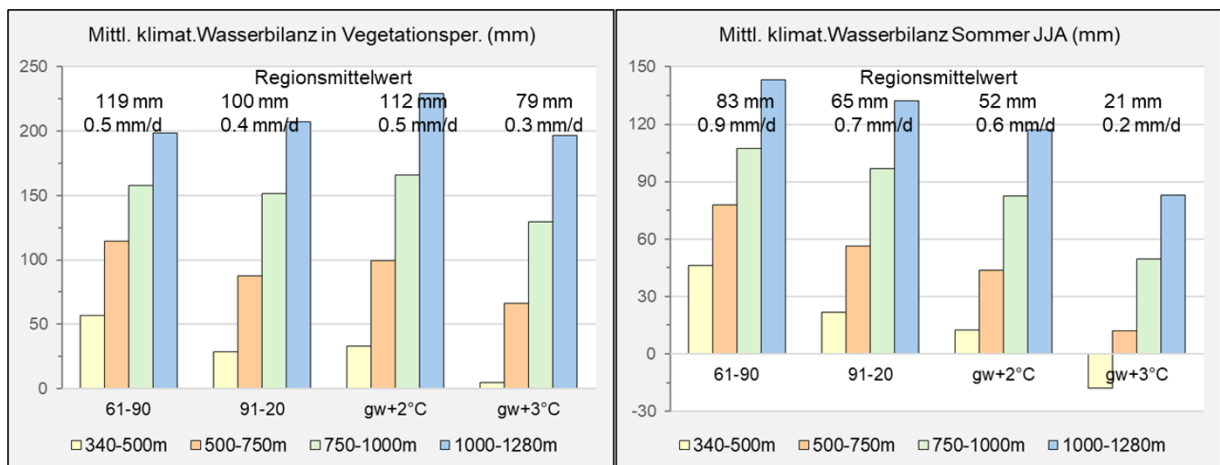 Mittl. klimat.Wasserbilanz in Vegetationsper. (mm)
250
200
150
100
50
0
Regionsmittelwert
119 mm 100 mm 112 mm 79 mm
0.5 mm/d 0.4 mm/d 0.5 mm/d 0.3 mm/d
61-90 91-20 gw+2°C gw+3°C
340-500m 500-750m 750-1000m 1000-1280m
Mittl. klimat.Wasserbilanz Sommer JJA (mm)
150
120
90
60
30
0
-30
Regionsmittelwert
83 mm 65 mm 52 mm 21 mm
0.9 mm/d 0.7 mm/d 0.6 mm/d 0.2 mm/d
61-90 91-20 gw+2°C gw+3°C
340-500m 500-750m 750-1000m 1000-1280m